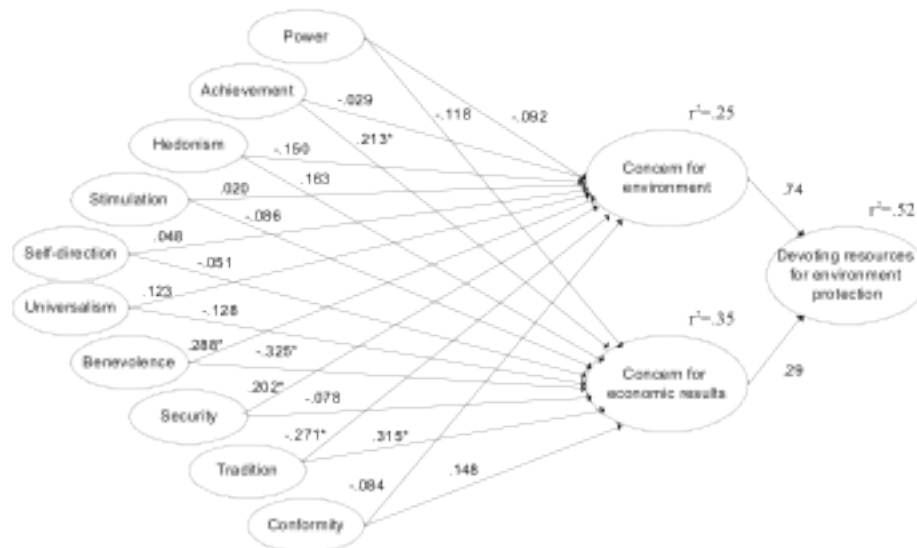 Power
Achievement
-.029
-.118
-.092
r²=.25
Hedonism
-.150
.213*
Concern for
environment
.163
Stimulation
.020
-.086
.74
r²=.52
Self-direction
.048
-.051
Devoting resources
for environment
protection
Universalism
.123
-.128
r²=.35
Benevolence
.288*
-.325*
Concern for
economic results
.29
Security
.202*
-.078
Tradition
-.271*
.315*
Conformity
-.084
.148